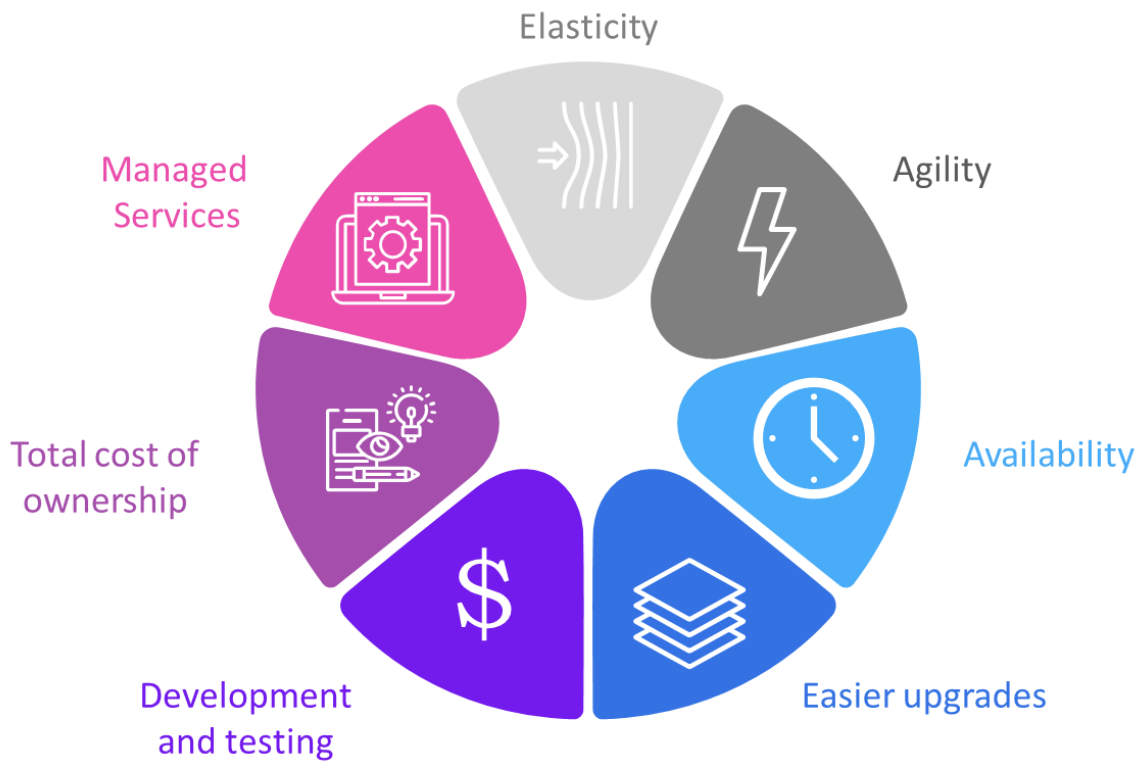 Elasticity
Agility
Availability
Easier upgrades
Development
and testing
Total cost of
ownership
Managed
Services
$